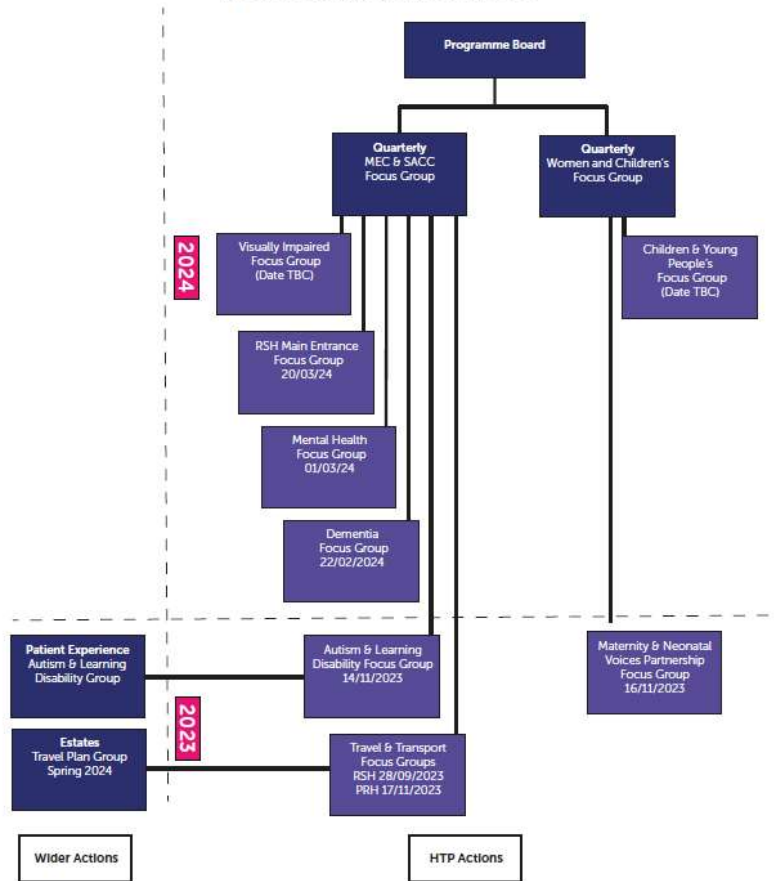 Programme Board
Quarterly
MEC & SACC
Focus Group
Quarterly
Women and Children's
Focus Group
2024
Visually Impaired
Focus Group
(Date TBC)
Children & Young
People's
Focus Group
(Date TBC)
RSH Main Entrance
Focus Group
20/03/24
Mental Health
Focus Group
01/03/24
Dementia
Focus Group
22/02/2024
Patient Experience
Autism & Learning
Disability Group
Autism & Learning
Disability Focus Group
14/11/2023
Maternity & Neonatal
Voices Partnership
Focus Group
16/11/2023
2023
Estates
Travel Plan Group
Spring 2024
Travel & Transport
Focus Groups
RSH 28/09/2023
PRH 17/11/2023
Wider Actions
HTP Actions